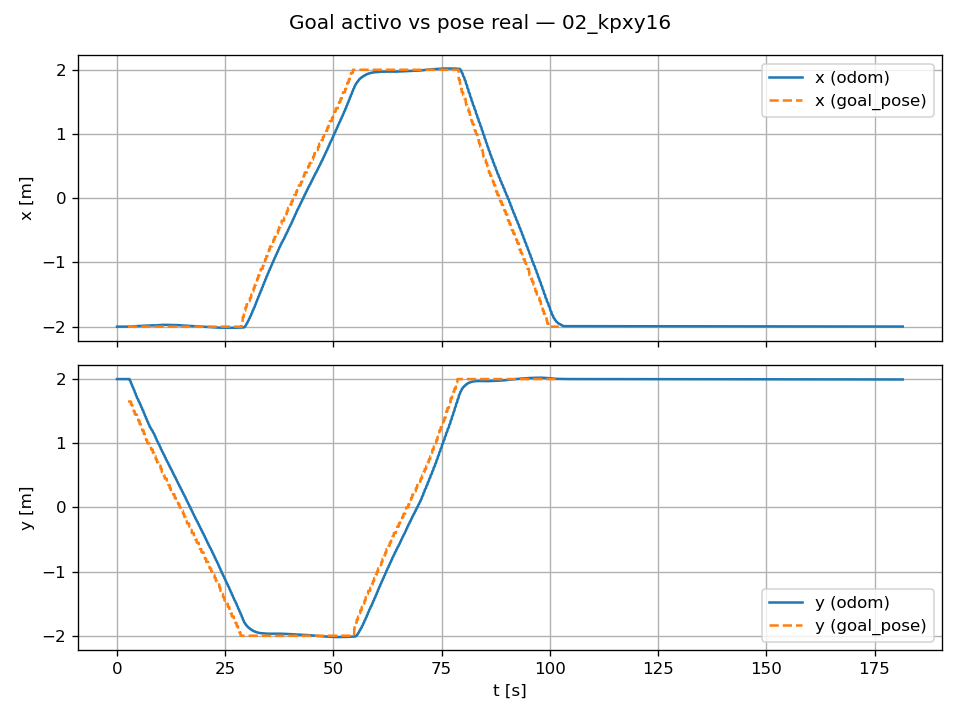 Goal activo vs pose real — 02_kpxy16
x [m]
2
1
0
−1
−2
x (odom)
x (goal_pose)
y [m]
2
1
0
−1
−2
y (odom)
y (goal_pose)
0 25 50 75 100 125 150 175
t [s]